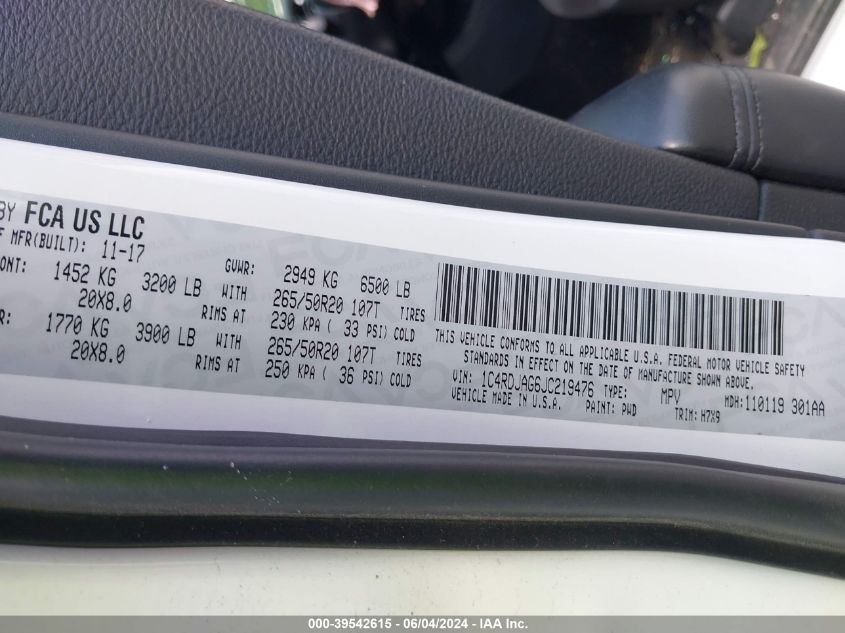 BY FCA US LLC
F MFR(BUILT): 11-17 GVWR: 2949 KG 6500 LB
ONT: 1452 KG 3200 LB WITH 265/50R20 107T TIRES
20X8.0 RIMS AT 230 KPA ( 33 PSI) COLD
R: 1770 KG 3900 LB WITH 265/50R20 107T TIRES
20X8.0 RIMS AT 250 KPA ( 36 PSI) COLD
THIS VEHICLE CONFORMS TO ALL APPLICABLE U.S.A. FEDERAL MOTOR VEHICLE SAFETY
STANDARDS IN EFFECT ON THE DATE OF MANUFACTURE SHOWN ABOVE.
VIN: 1C4RDJAG6JC219476 TYPE: MPV MDH: 110119 301AA
VEHICLE MADE IN U.S.A. PAINT: PWD TRIM: H7X9
000-39542615 - 06/04/2024 - IAA Inc.